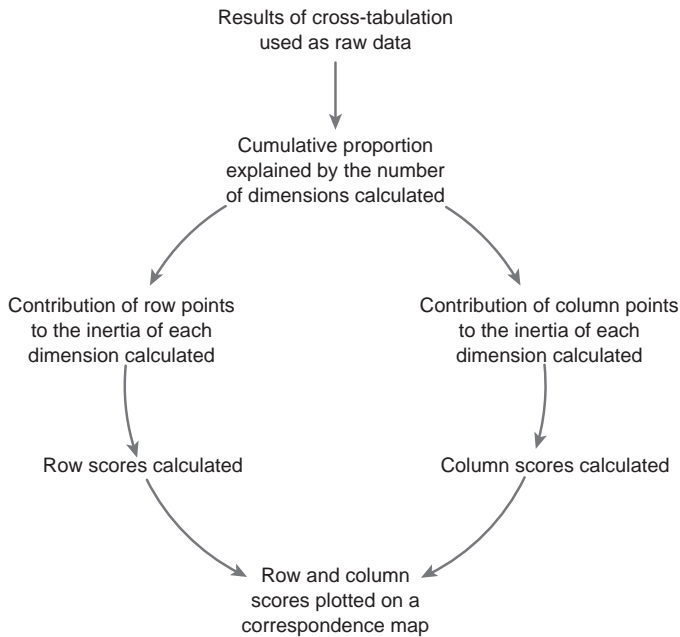 Results of cross-tabulation
used as raw data
Cumulative proportion
explained by the number
of dimensions calculated
Contribution of row points
to the inertia of each
dimension calculated
Contribution of column points
to the inertia of each
dimension calculated
Row scores calculated
Column scores calculated
Row and column
scores plotted on a
correspondence map